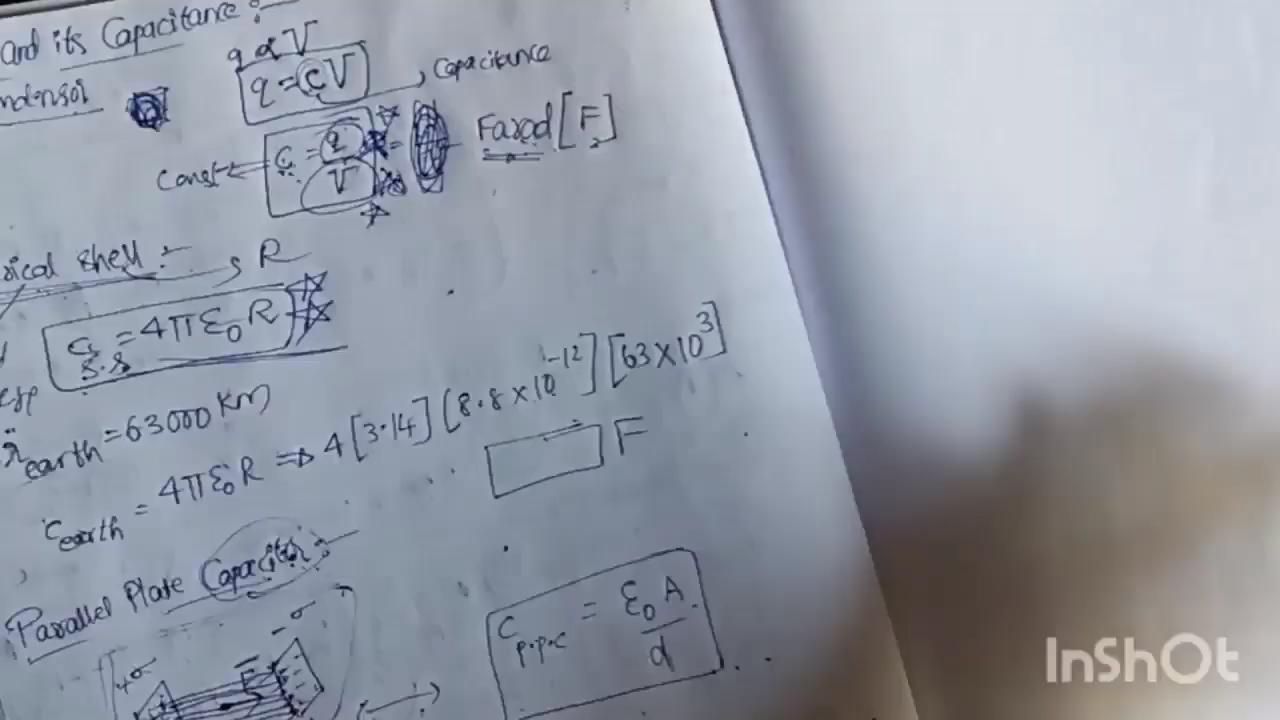 and its Capacitance :-
q α V
ndensor
q = CV
Capacitance
Const
C = q/V
Farad [F]
rical shell :-
R
C s.s = 4πε₀R
r earth = 63000 Km
C earth = 4πε₀R ⇒ 4[3.14][8.8×10⁻¹²][63×10³]
F
Parallel Plate Capacitor :-
+σ
-σ
E
C p.p.c = ε₀A/d
InShOt